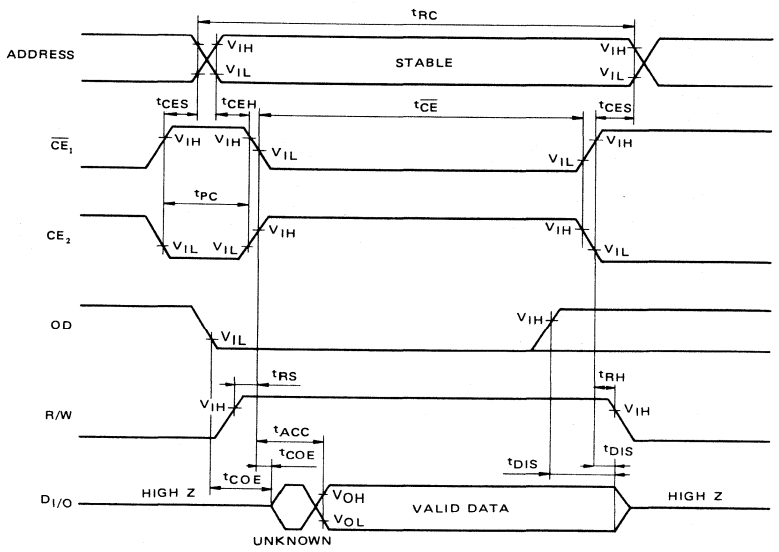 tRC
ADDRESS
VIH
VIL
STABLE
VIH
VIL
tCES
tCEH
tCE
tCES
CE1
VIH
VIH
VIL
VIL
VIH
tPC
CE2
VIL
VIL
VIH
VIH
VIL
OD
VIL
VIH
tRS
tRH
R/W
VIH
VIH
tACC
tCOE
tCOE
tDIS
tDIS
DI/O
HIGH Z
VOH
VOL
VALID DATA
HIGH Z
UNKNOWN